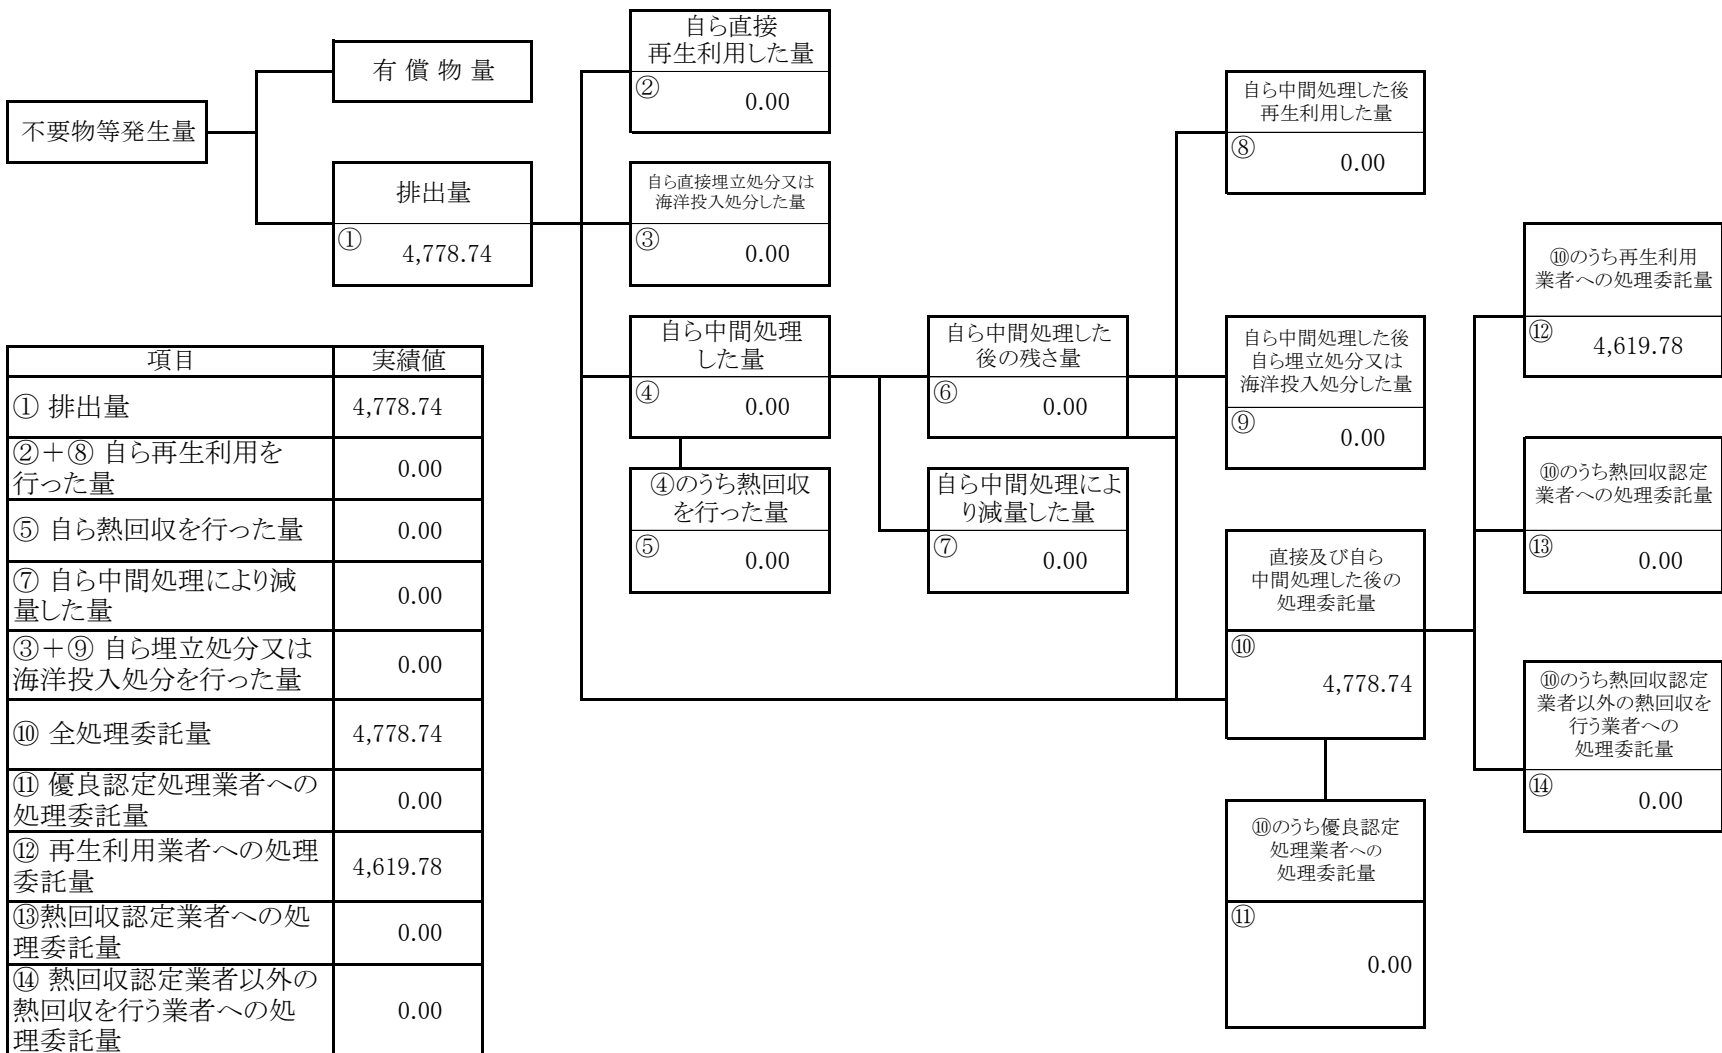 不要物等発生量
有 償 物 量
排出量
①
4,778.74
自ら直接
再生利用した量
②
0.00
自ら直接埋立処分又は
海洋投入処分した量
③
0.00
自ら中間処理
した量
④
0.00
④のうち熱回収
を行った量
⑤
0.00
自ら中間処理した
後の残さ量
⑥
0.00
自ら中間処理によ
り減量した量
⑦
0.00
自ら中間処理した後
再生利用した量
⑧
0.00
自ら中間処理した後
自ら埋立処分又は
海洋投入処分した量
⑨
0.00
直接及び自ら
中間処理した後の
処理委託量
⑩
4,778.74
⑩のうち優良認定
処理業者への
処理委託量
⑪
0.00
⑩のうち再生利用
業者への処理委託量
⑫
4,619.78
⑩のうち熱回収認定
業者への処理委託量
⑬
0.00
⑩のうち熱回収認定
業者以外の熱回収を
行う業者への
処理委託量
⑭
0.00
項目 実績値
① 排出量 4,778.74
②＋⑧ 自ら再生利用を
行った量 0.00
⑤ 自ら熱回収を行った量 0.00
⑦ 自ら中間処理により減
量した量 0.00
③＋⑨ 自ら埋立処分又は
海洋投入処分を行った量 0.00
⑩ 全処理委託量 4,778.74
⑪ 優良認定処理業者への
処理委託量 0.00
⑫ 再生利用業者への処理
委託量 4,619.78
⑬熱回収認定業者への処
理委託量 0.00
⑭ 熱回収認定業者以外の
熱回収を行う業者への処
理委託量 0.00